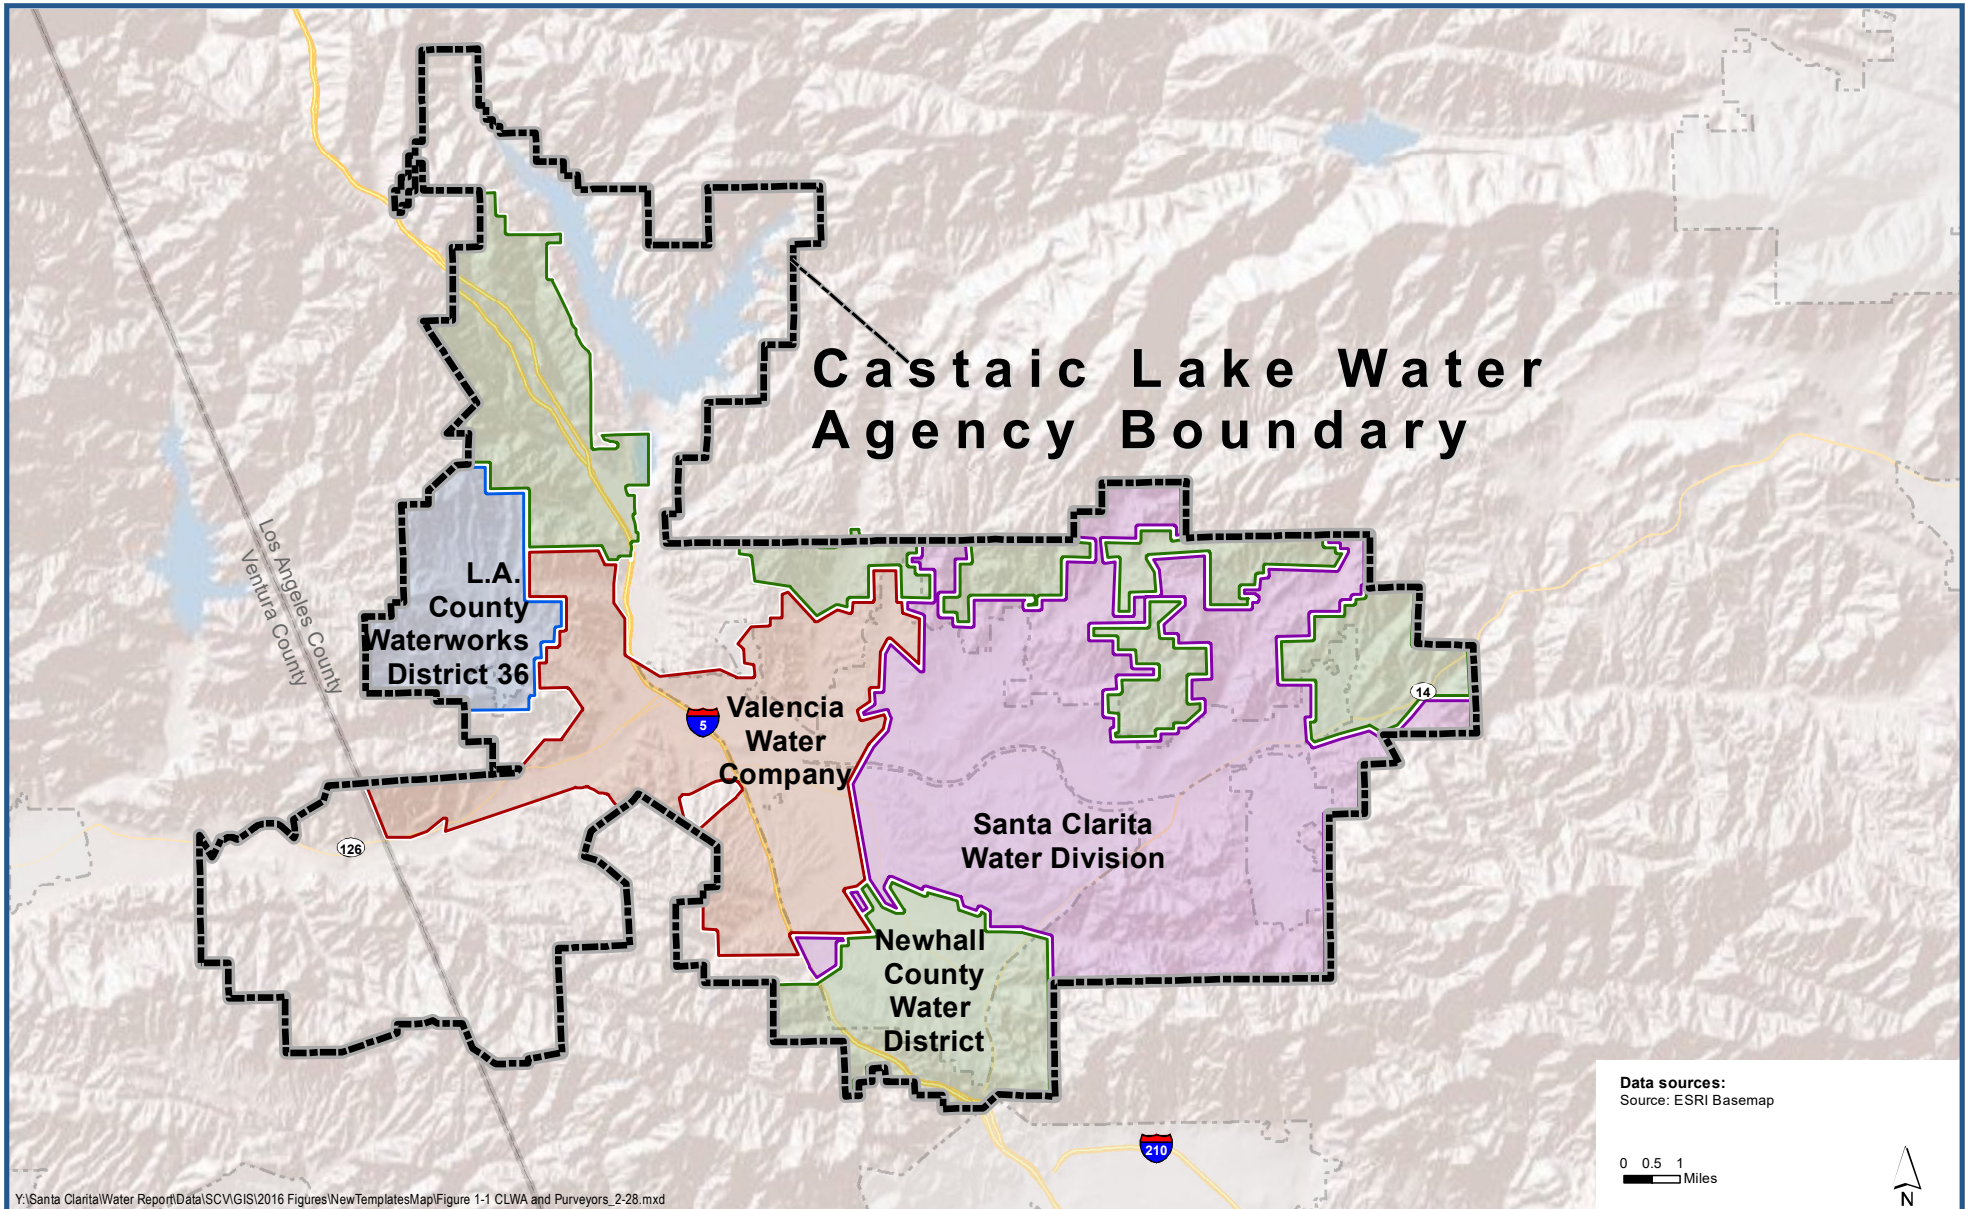 Castaic Lake Water
Agency Boundary
Los Angeles County
Ventura County
L.A.
County
Waterworks
District 36
Valencia
Water
Company
5
14
126
Santa Clarita
Water Division
Newhall
County
Water
District
210
Data sources:
Source: ESRI Basemap
0 0.5 1
Miles
N
Y:\Santa Clarita\Water Report\Data\SCV\GIS\2016 Figures\NewTemplatesMap\Figure 1-1 CLWA and Purveyors_2-28.mxd